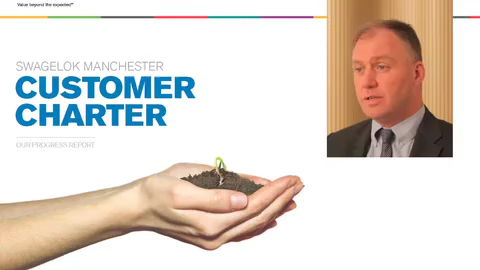 Value beyond the expected™
SWAGELOK MANCHESTER
CUSTOMER
CHARTER
OUR PROGRESS REPORT